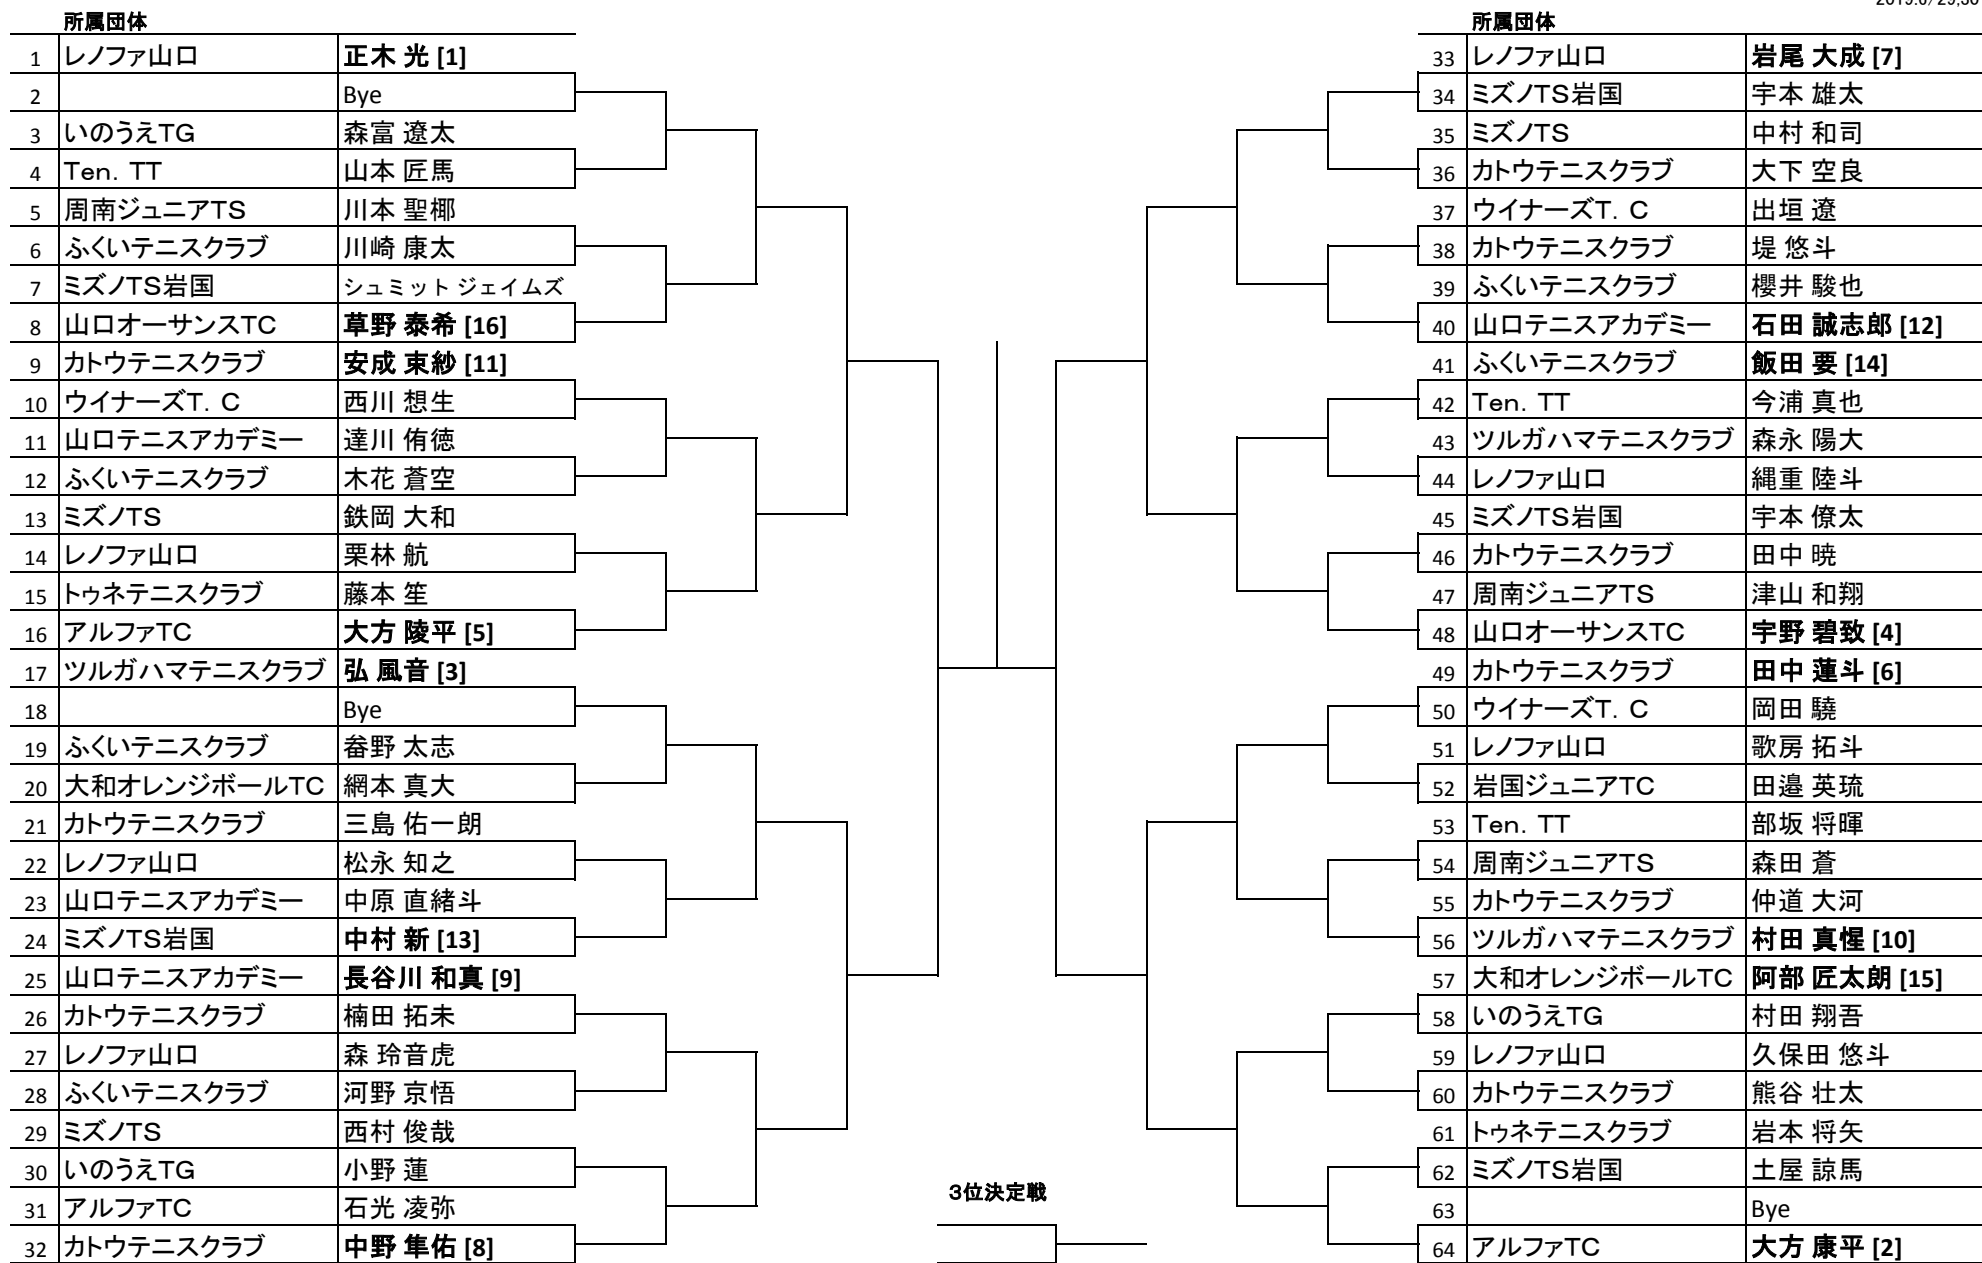 所属団体
1 レノファ山口 正木 光 [1]
2 Bye
3 いのうえTG 森富 遼太
4 Ten. TT 山本 匠馬
5 周南ジュニアTS 川本 聖椰
6 ふくいテニスクラブ 川崎 康太
7 ミズノTS岩国 シュミット ジェイムズ
8 山口オーサンスTC 草野 泰希 [16]
9 カトウテニスクラブ 安成 束紗 [11]
10 ウイナーズT. C 西川 想生
11 山口テニスアカデミー 達川 侑徳
12 ふくいテニスクラブ 木花 蒼空
13 ミズノTS 鉄岡 大和
14 レノファ山口 栗林 航
15 トゥネテニスクラブ 藤本 笙
16 アルファTC 大方 陵平 [5]
17 ツルガハマテニスクラブ 弘 風音 [3]
18 Bye
19 ふくいテニスクラブ 畚野 太志
20 大和オレンジボールTC 網本 真大
21 カトウテニスクラブ 三島 佑一朗
22 レノファ山口 松永 知之
23 山口テニスアカデミー 中原 直緒斗
24 ミズノTS岩国 中村 新 [13]
25 山口テニスアカデミー 長谷川 和真 [9]
26 カトウテニスクラブ 楠田 拓未
27 レノファ山口 森 玲音虎
28 ふくいテニスクラブ 河野 京悟
29 ミズノTS 西村 俊哉
30 いのうえTG 小野 蓮
31 アルファTC 石光 凌弥
32 カトウテニスクラブ 中野 隼佑 [8]
3位決定戦
所属団体
33 レノファ山口 岩尾 大成 [7]
34 ミズノTS岩国 宇本 雄太
35 ミズノTS 中村 和司
36 カトウテニスクラブ 大下 空良
37 ウイナーズT. C 出垣 遼
38 カトウテニスクラブ 堤 悠斗
39 ふくいテニスクラブ 櫻井 駿也
40 山口テニスアカデミー 石田 誠志郎 [12]
41 ふくいテニスクラブ 飯田 要 [14]
42 Ten. TT 今浦 真也
43 ツルガハマテニスクラブ 森永 陽大
44 レノファ山口 縄重 陸斗
45 ミズノTS岩国 宇本 僚太
46 カトウテニスクラブ 田中 暁
47 周南ジュニアTS 津山 和翔
48 山口オーサンスTC 宇野 碧致 [4]
49 カトウテニスクラブ 田中 蓮斗 [6]
50 ウイナーズT. C 岡田 驍
51 レノファ山口 歌房 拓斗
52 岩国ジュニアTC 田邉 英琉
53 Ten. TT 部坂 将暉
54 周南ジュニアTS 森田 蒼
55 カトウテニスクラブ 仲道 大河
56 ツルガハマテニスクラブ 村田 真惺 [10]
57 大和オレンジボールTC 阿部 匠太朗 [15]
58 いのうえTG 村田 翔吾
59 レノファ山口 久保田 悠斗
60 カトウテニスクラブ 熊谷 壮太
61 トゥネテニスクラブ 岩本 将矢
62 ミズノTS岩国 土屋 諒馬
63 Bye
64 アルファTC 大方 康平 [2]